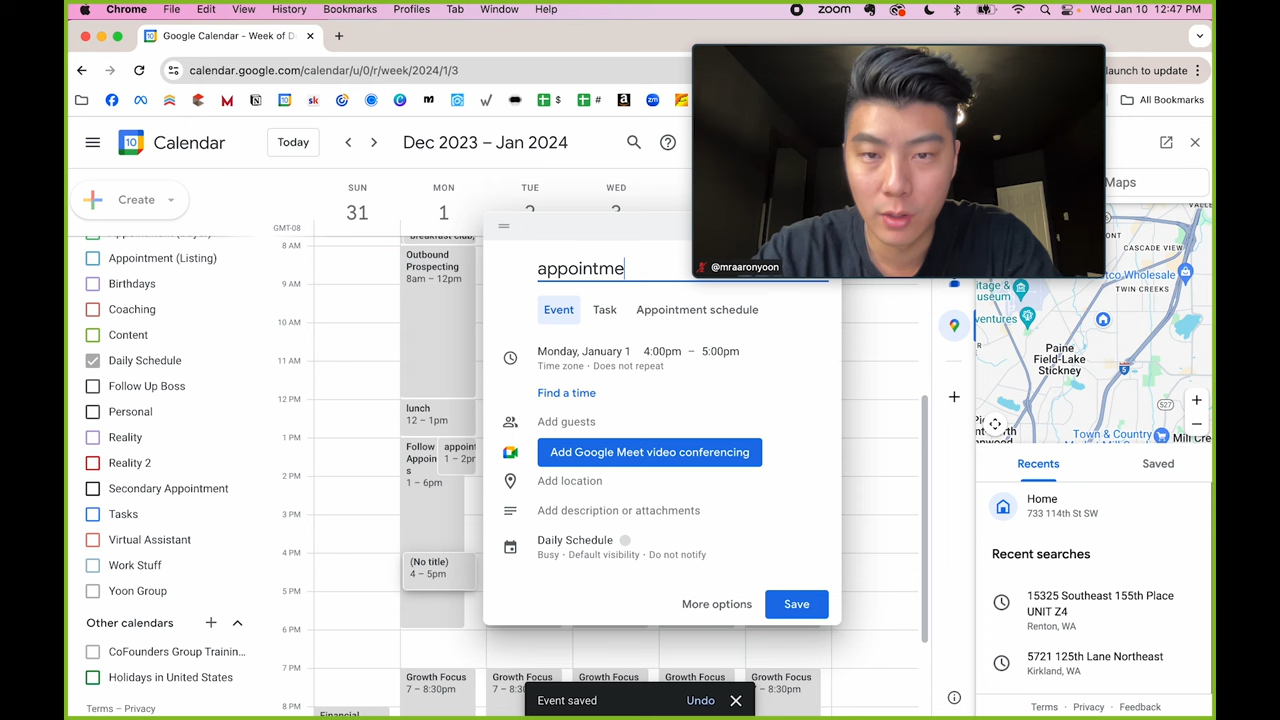 Chrome File Edit View History Bookmarks Profiles Tab Window Help zoom Wed Jan 10 12:47 PM
Google Calendar - Week of D
calendar.google.com/calendar/u/0/r/week/2024/1/3
launch to update
$ # All Bookmarks
Calendar
Today
Dec 2023 – Jan 2024
Maps
Create
SUN MON TUE WED
31 1
GMT-08
@mraaronyoon
8 AM
9 AM
10 AM
11 AM
12 PM
1 PM
2 PM
3 PM
4 PM
5 PM
6 PM
7 PM
8 PM
Appointment (Listing)
Birthdays
Coaching
Content
Daily Schedule
Follow Up Boss
Personal
Reality
Reality 2
Secondary Appointment
Tasks
Virtual Assistant
Work Stuff
Yoon Group
Other calendars
CoFounders Group Trainin...
Holidays in United States
Terms – Privacy
Outbound
Prospecting
8am – 12pm
lunch
12 – 1pm
Follow
Appoin
s
1 – 6pm
appoint
1 – 2pr
(No title)
4 – 5pm
Growth Focus
7 – 8:30pm
Growth Focus
7 – 8:30pm
Growth Focus
Growth Focus
Growth Focus
– 8:30pm
Financial
appointme
Event Task Appointment schedule
Monday, January 1 4:00pm – 5:00pm
Time zone · Does not repeat
Find a time
Add guests
Add Google Meet video conferencing
Add location
Add description or attachments
Daily Schedule
Busy · Default visibility · Do not notify
More options Save
Event saved Undo
CASCADE VIEW
tco Wholesale
TWIN CREEKS
itage &
useum
ventures
Paine
Field-Lake
Stickney
5
527
Town & Country
Market Mill Cr
Mill Cree
Recents Saved
Home
733 114th St SW
Recent searches
15325 Southeast 155th Place
UNIT Z4
Renton, WA
5721 125th Lane Northeast
Kirkland, WA
Terms · Privacy · Feedback